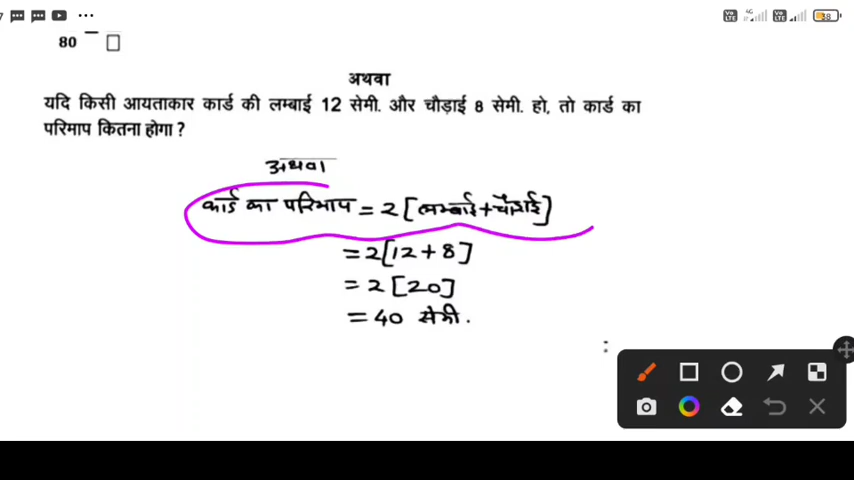 80
अथवा
यदि किसी आयताकार कार्ड की लम्बाई 12 सेमी. और चौड़ाई 8 सेमी. हो, तो कार्ड का
परिमाप कितना होगा ?
अथवा
कार्ड का परिमाप = 2 [लम्बाई+चौड़ाई]
= 2[12 + 8]
= 2 [20]
= 40 सेमी.